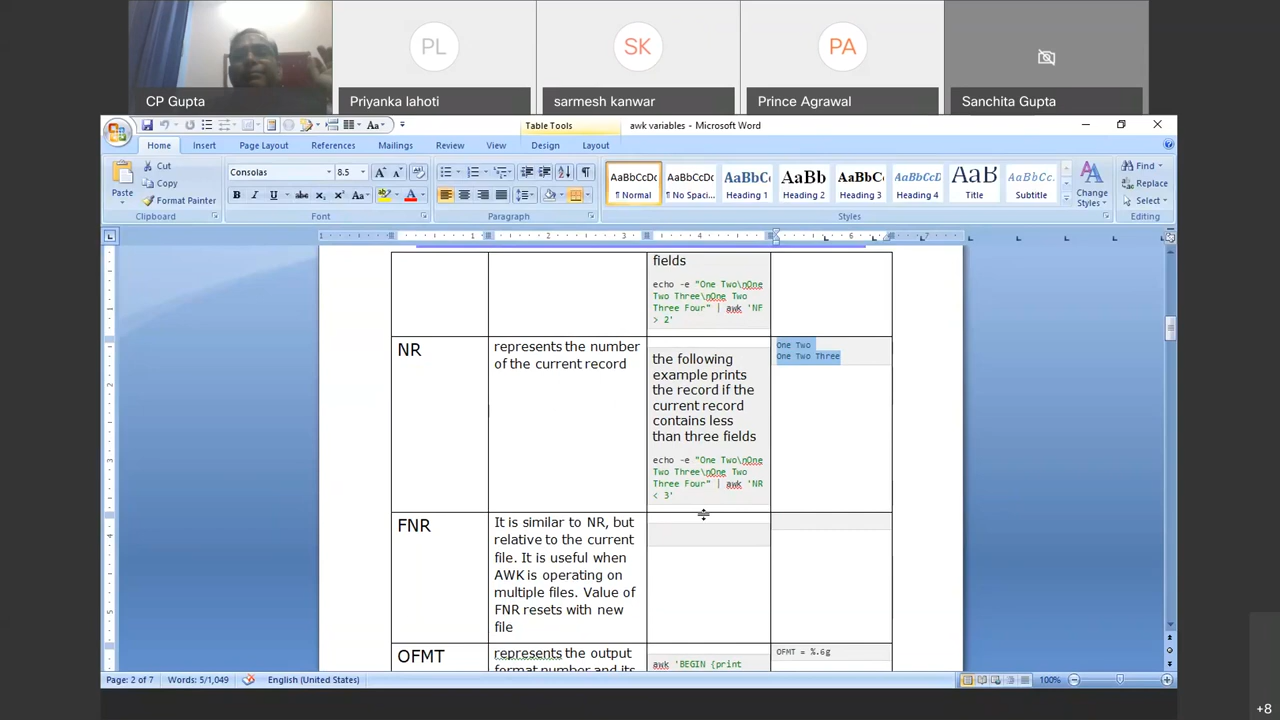 PL
SK
PA
CP Gupta
Priyanka lahoti
sarmesh kanwar
Prince Agrawal
Sanchita Gupta
Table Tools
awk variables - Microsoft Word
Home
Insert
Page Layout
References
Mailings
Review
View
Design
Layout
Paste
Cut
Copy
Format Painter
Clipboard
Consolas
8.5
Font
Paragraph
AaBbCcDc
¶ Normal
AaBbCcDc
¶ No Spaci...
AaBbC
Heading 1
AaBb
Heading 2
AaBbC
Heading 3
AaBbCcD
Heading 4
AaB
Title
AaBbCcD
Subtitle
Change
Styles
Styles
Find
Replace
Select
Editing
fields
echo -e "One Two\nOne
Two Three\nOne Two
Three Four" | awk 'NF
> 2'
NR
represents the number
of the current record
the following
example prints
the record if the
current record
contains less
than three fields
echo -e "One Two\nOne
Two Three\nOne Two
Three Four" | awk 'NR
< 3'
One Two
One Two Three
FNR
It is similar to NR, but
relative to the current
file. It is useful when
AWK is operating on
multiple files. Value of
FNR resets with new
file
OFMT
represents the output
format number and its
awk 'BEGIN {print
OFMT = %.6g
Page: 2 of 7
Words: 5/1,049
English (United States)
100%
+8